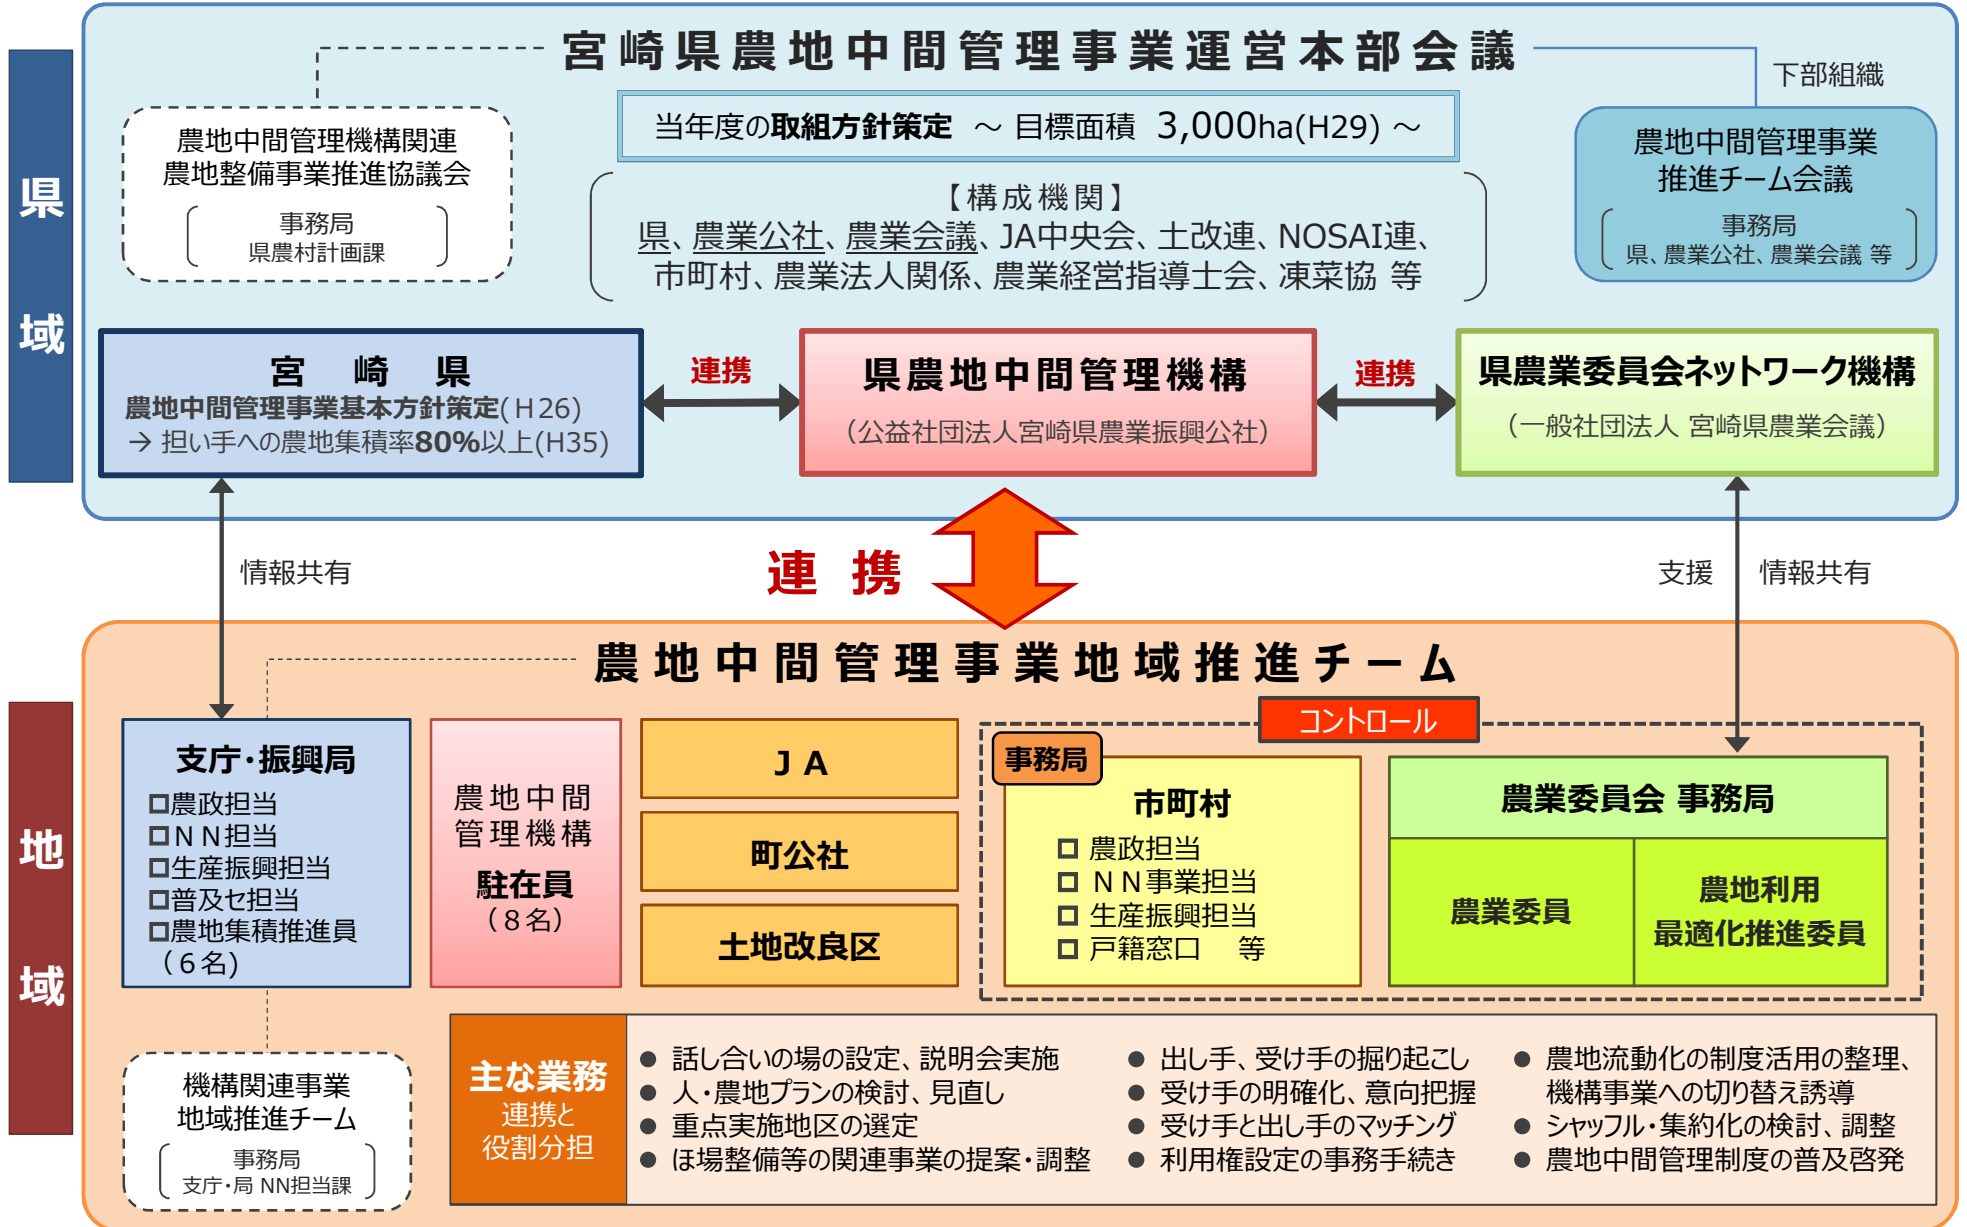 県域
宮崎県農地中間管理事業運営本部会議
下部組織
農地中間管理機構関連
農地整備事業推進協議会
事務局
県農村計画課
当年度の取組方針策定 ～ 目標面積 3,000ha(H29) ～
【構成機関】
県、農業公社、農業会議、JA中央会、土改連、NOSAI連、
市町村、農業法人関係、農業経営指導士会、凍菜協 等
農地中間管理事業
推進チーム会議
事務局
県、農業公社、農業会議 等
宮崎県
農地中間管理事業基本方針策定(H26)
→ 担い手への農地集積率80%以上(H35)
連携
県農地中間管理機構
（公益社団法人宮崎県農業振興公社）
連携
県農業委員会ネットワーク機構
（一般社団法人 宮崎県農業会議）
情報共有
連携
支援
情報共有
地域
農地中間管理事業地域推進チーム
支庁・振興局
□農政担当
□ＮＮ担当
□生産振興担当
□普及セ担当
□農地集積推進員
（６名)
農地中間
管理機構
駐在員
（８名）
ＪＡ
町公社
土地改良区
コントロール
事務局
市町村
□ 農政担当
□ ＮＮ事業担当
□ 生産振興担当
□ 戸籍窓口　等
農業委員会 事務局
農業委員
農地利用
最適化推進委員
機構関連事業
地域推進チーム
事務局
支庁・局 NN担当課
主な業務
連携と
役割分担
● 話し合いの場の設定、説明会実施
● 人・農地プランの検討、見直し
● 重点実施地区の選定
● ほ場整備等の関連事業の提案・調整
● 出し手、受け手の掘り起こし
● 受け手の明確化、意向把握
● 受け手と出し手のマッチング
● 利用権設定の事務手続き
● 農地流動化の制度活用の整理、
機構事業への切り替え誘導
● シャッフル・集約化の検討、調整
● 農地中間管理制度の普及啓発